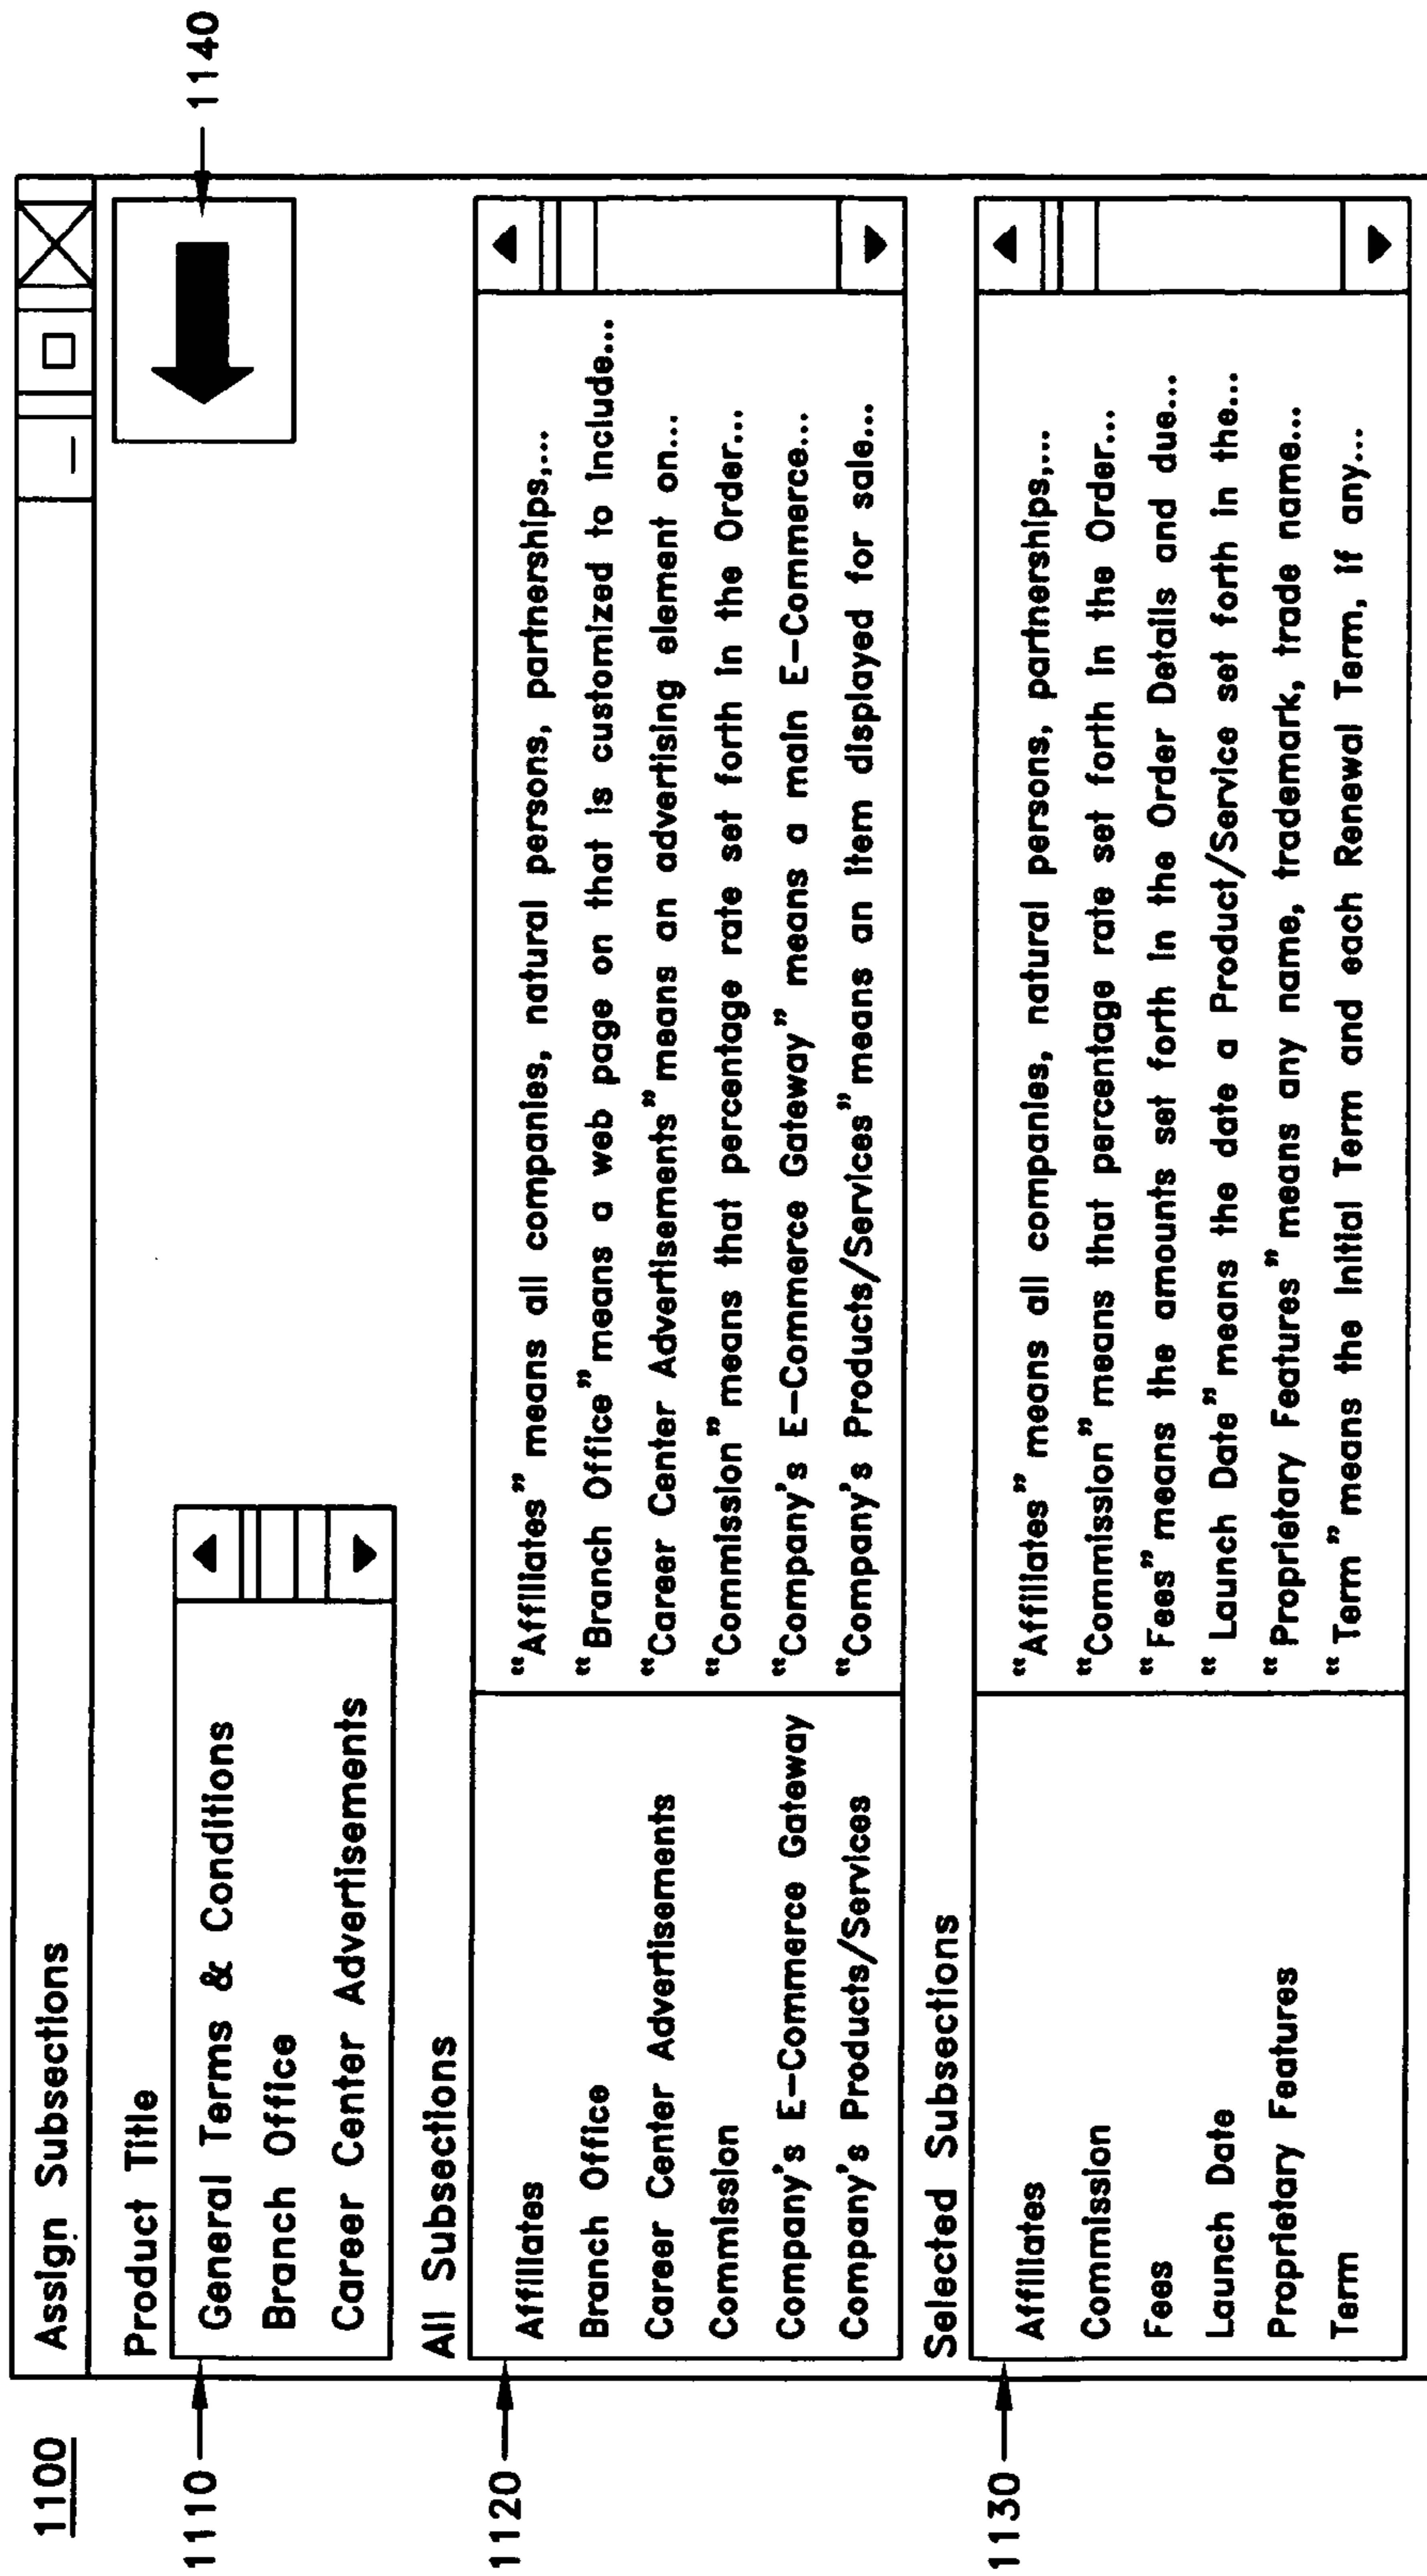 1100
Assign Subsections
1140
Product Title
1110
General Terms & Conditions
Branch Office
Career Center Advertisements
All Subsections
1120
Affiliates “Affiliates” means all companies, natural persons, partnerships,...
Branch Office “Branch Office” means a web page on that is customized to include...
Career Center Advertisements “Career Center Advertisements” means an advertising element on...
Commission “Commission” means that percentage rate set forth in the Order...
Company's E-Commerce Gateway “Company's E-Commerce Gateway” means a main E-Commerce...
Company's Products/Services “Company's Products/Services” means an item displayed for sale...
Selected Subsections
1130
Affiliates “Affiliates” means all companies, natural persons, partnerships,...
Commission “Commission” means that percentage rate set forth in the Order...
Fees “Fees” means the amounts set forth in the Order Details and due...
Launch Date “Launch Date” means the date a Product/Service set forth in the...
Proprietary Features “Proprietary Features” means any name, trademark, trade name...
Term “Term” means the Initial Term and each Renewal Term, if any...